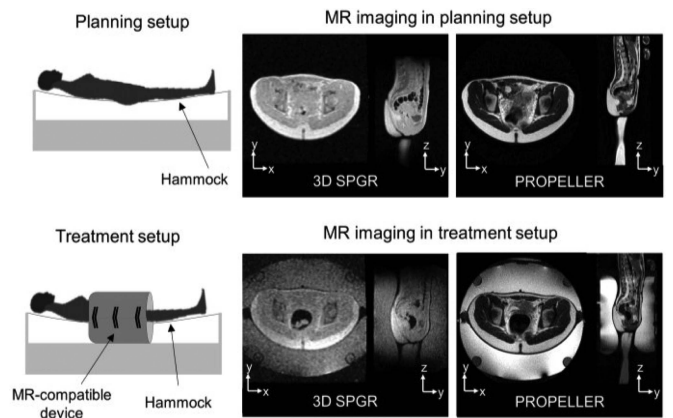 Planning setup
MR imaging in planning setup
Hammock
y
x
3D SPGR
z
y
y
x
PROPELLER
z
y
Treatment setup
MR imaging in treatment setup
MR-compatible
device
Hammock
y
x
3D SPGR
z
y
y
x
PROPELLER
z
y